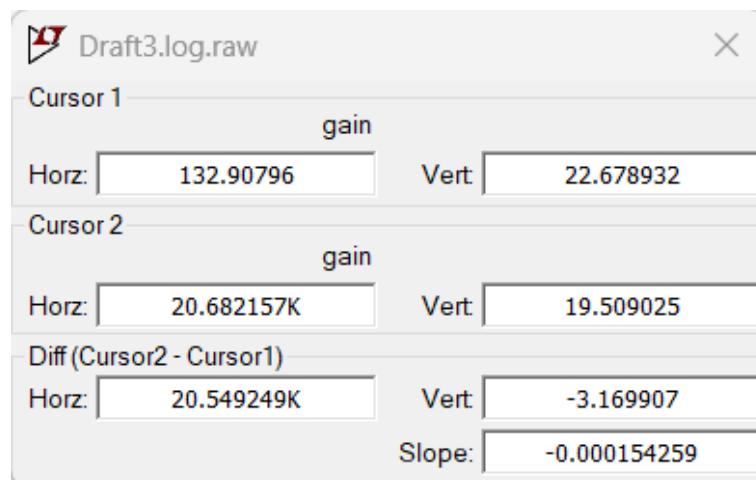 Draft3.log.raw
Cursor 1
gain
Horz: 132.90796 Vert: 22.678932
Cursor 2
gain
Horz: 20.682157K Vert: 19.509025
Diff (Cursor2 - Cursor1)
Horz: 20.549249K Vert: -3.169907
Slope: -0.000154259